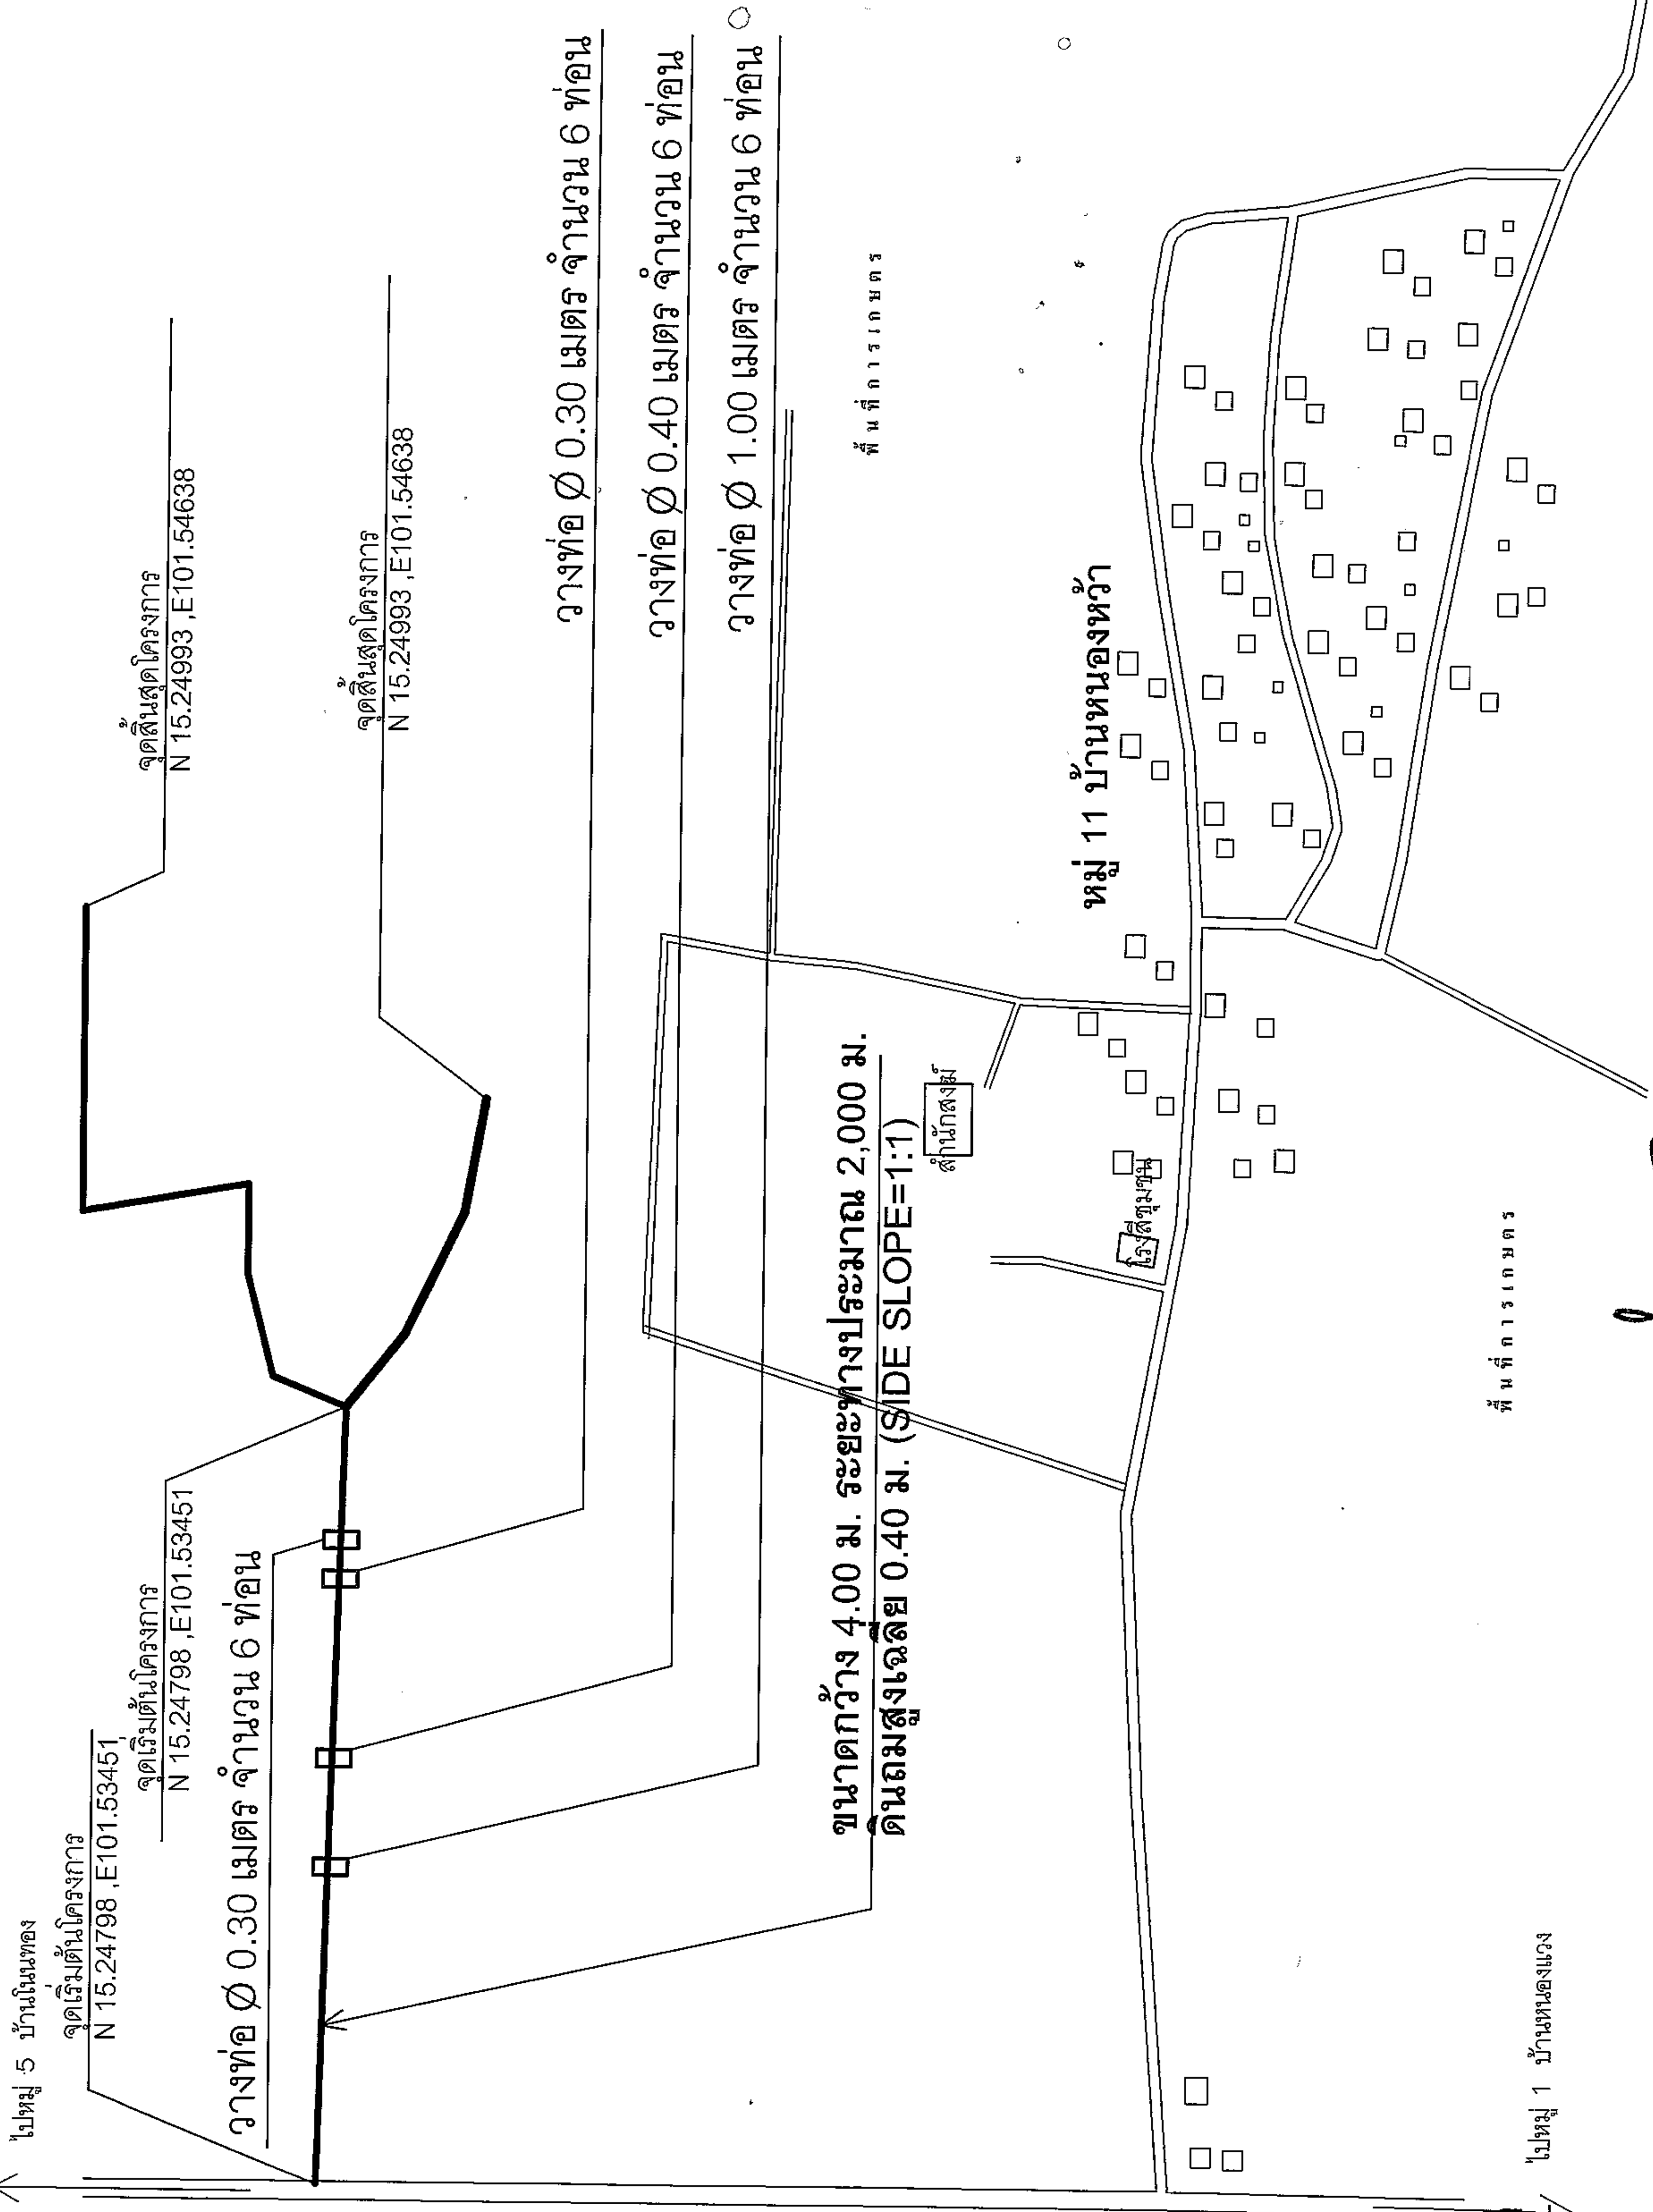 ไปหมู่ 5 บ้านโนนทอง
จุดเริ่มต้นโครงการ
N 15.24798 ,E101.53451
จุดเริ่มต้นโครงการ
N 15.24798 ,E101.53451
จุดสิ้นสุดโครงการ
N 15.24993 ,E101.54638
จุดสิ้นสุดโครงการ
N 15.24993 ,E101.54638
วางท่อ Ø 0.30 เมตร จำนวน 6 ท่อน
วางท่อ Ø 0.30 เมตร จำนวน 6 ท่อน
วางท่อ Ø 0.40 เมตร จำนวน 6 ท่อน
วางท่อ Ø 1.00 เมตร จำนวน 6 ท่อน
ขนาดกว้าง 4.00 ม. ระยะทางประมาณ 2,000 ม.
ดินถมสูงเฉลี่ย 0.40 ม. (SIDE SLOPE=1:1)
พื้นที่การเกษตร
สำนักสงฆ์
หมู่ 11 บ้านหนองหว้า
โรงสีชุมชน
พื้นที่การเกษตร
ไปหมู่ 1 บ้านหนองแวง